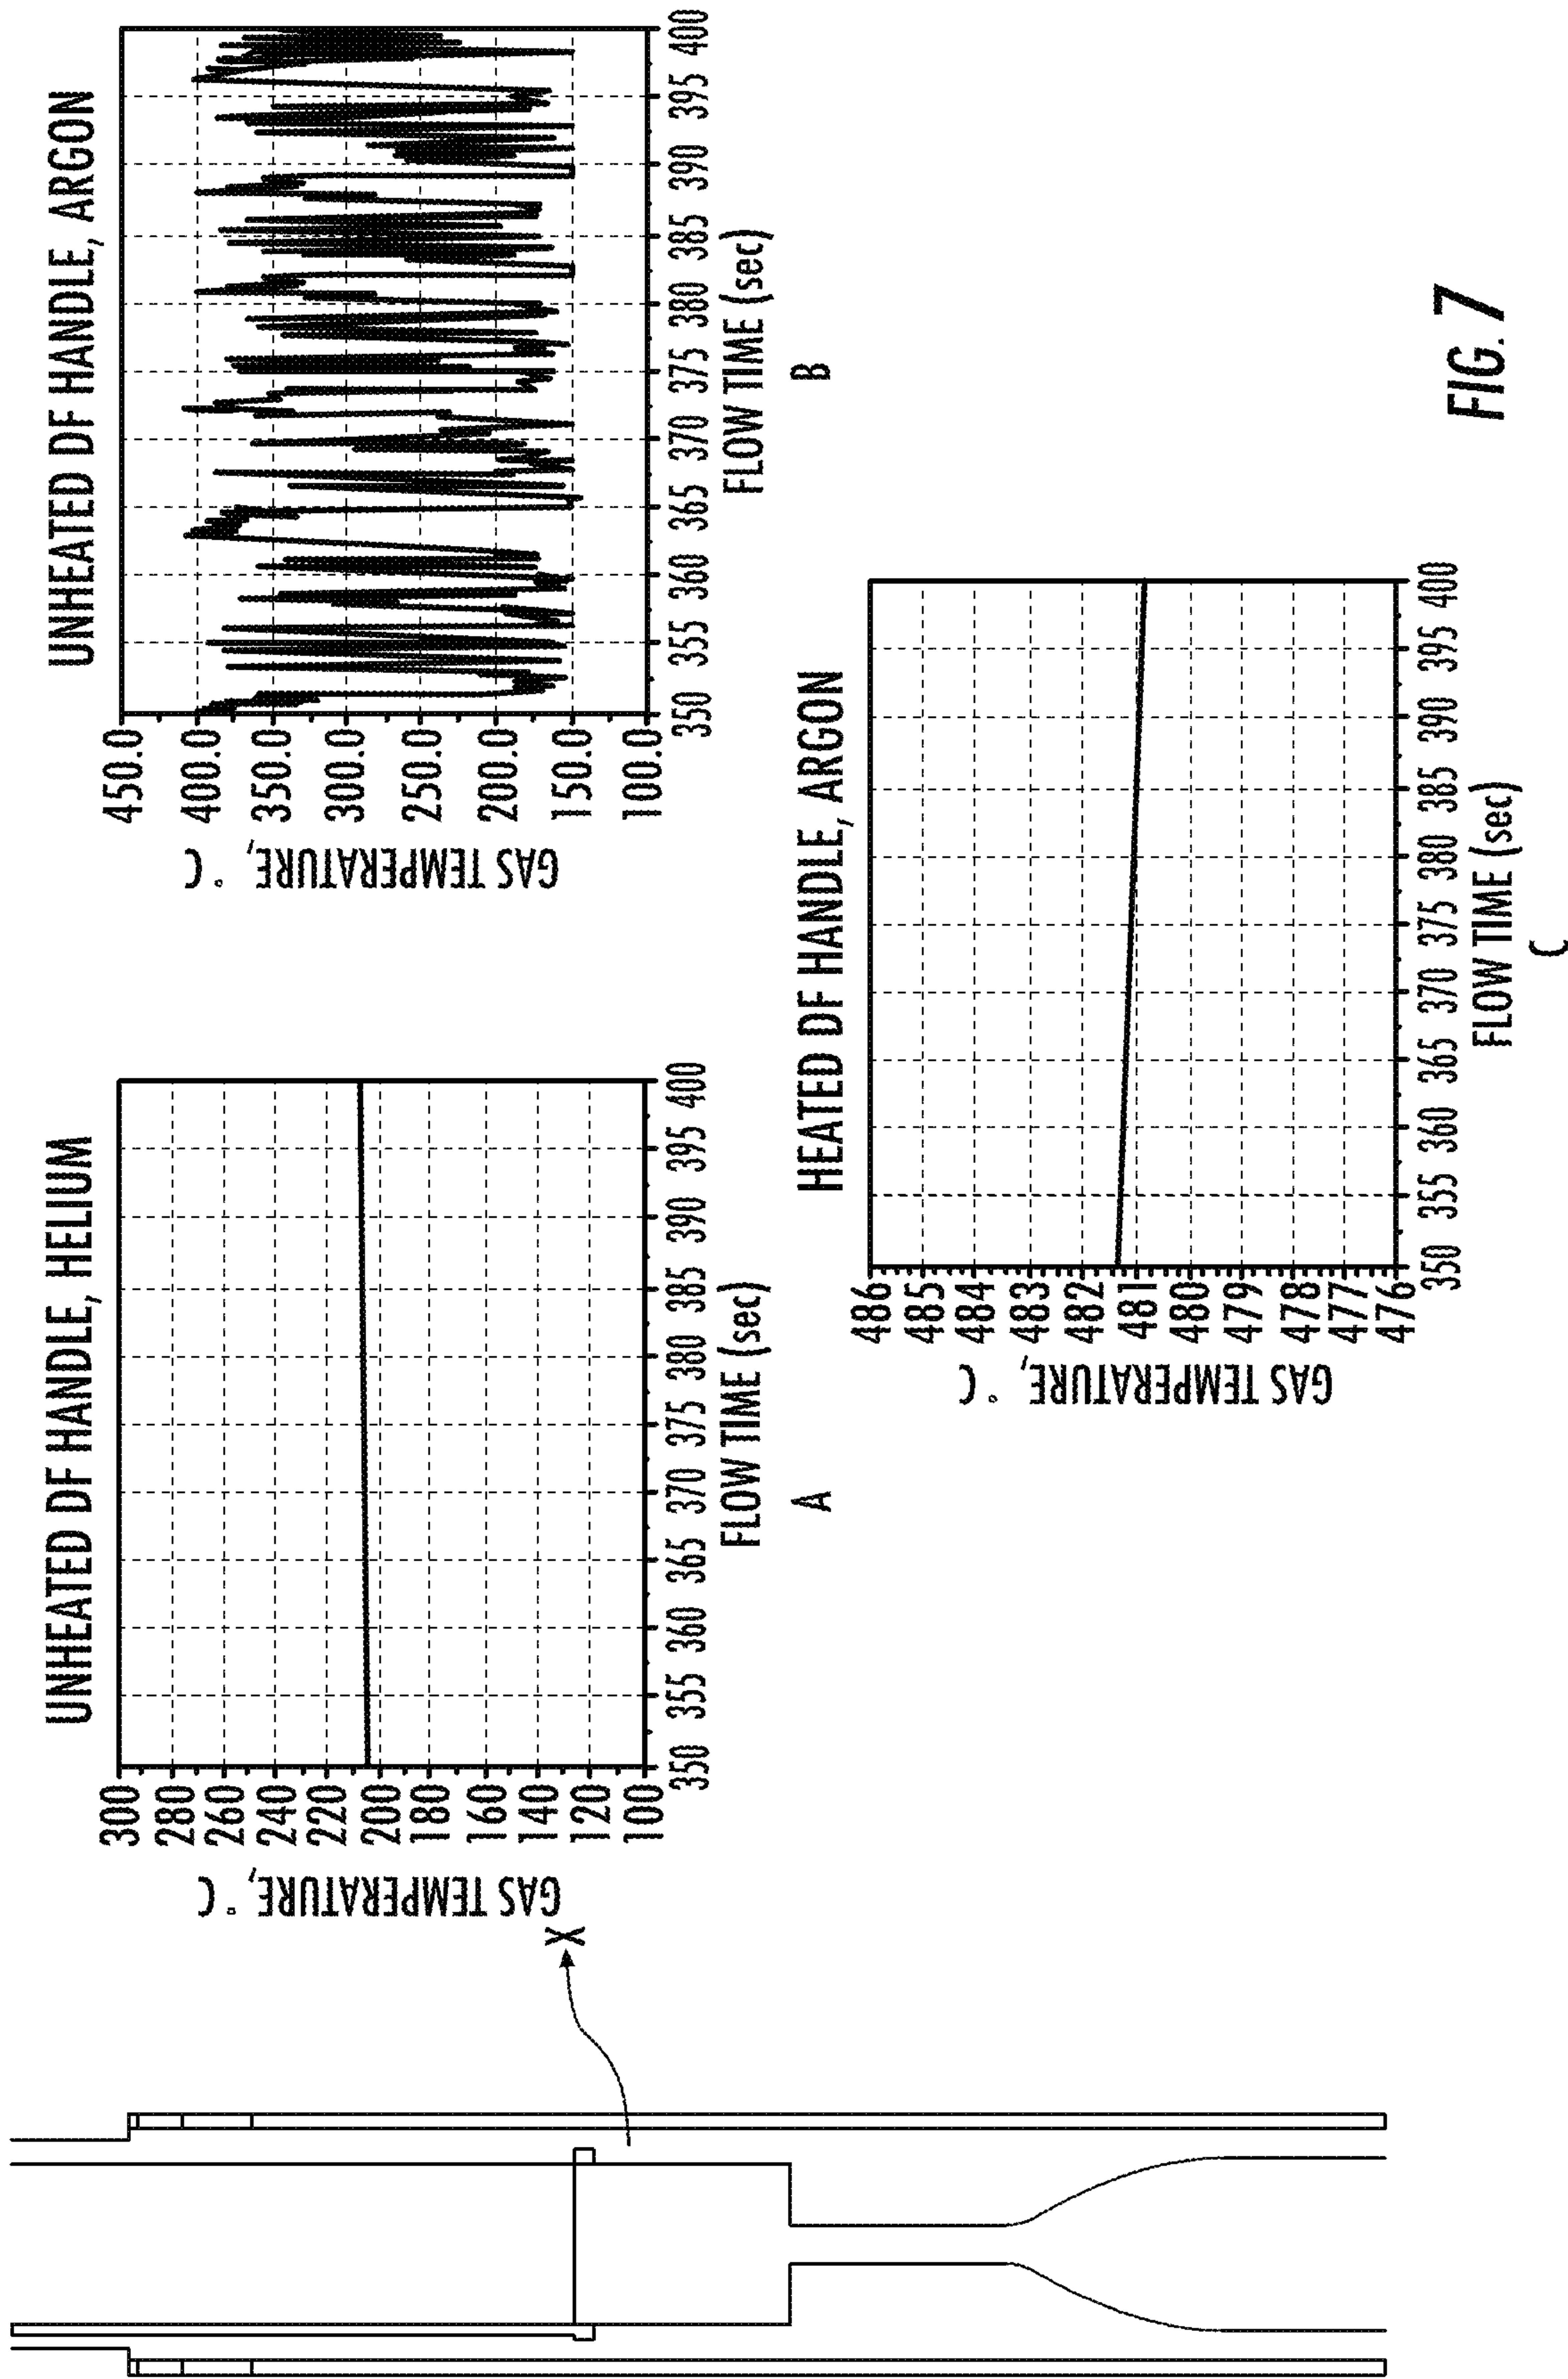 UNHEATED DF HANDLE, HELIUM
GAS TEMPERATURE, °C
300
280
260
240
220
200
180
160
140
120
100
350 355 360 365 370 375 380 385 390 395 400
FLOW TIME (sec)
A
X
UNHEATED DF HANDLE, ARGON
GAS TEMPERATURE, °C
450.0
400.0
350.0
300.0
250.0
200.0
150.0
100.0
350 355 360 365 370 375 380 385 390 395 400
FLOW TIME (sec)
B
HEATED DF HANDLE, ARGON
GAS TEMPERATURE, °C
486
485
484
483
482
481
480
479
478
477
476
350 355 360 365 370 375 380 385 390 395 400
FLOW TIME (sec)
C
FIG. 7